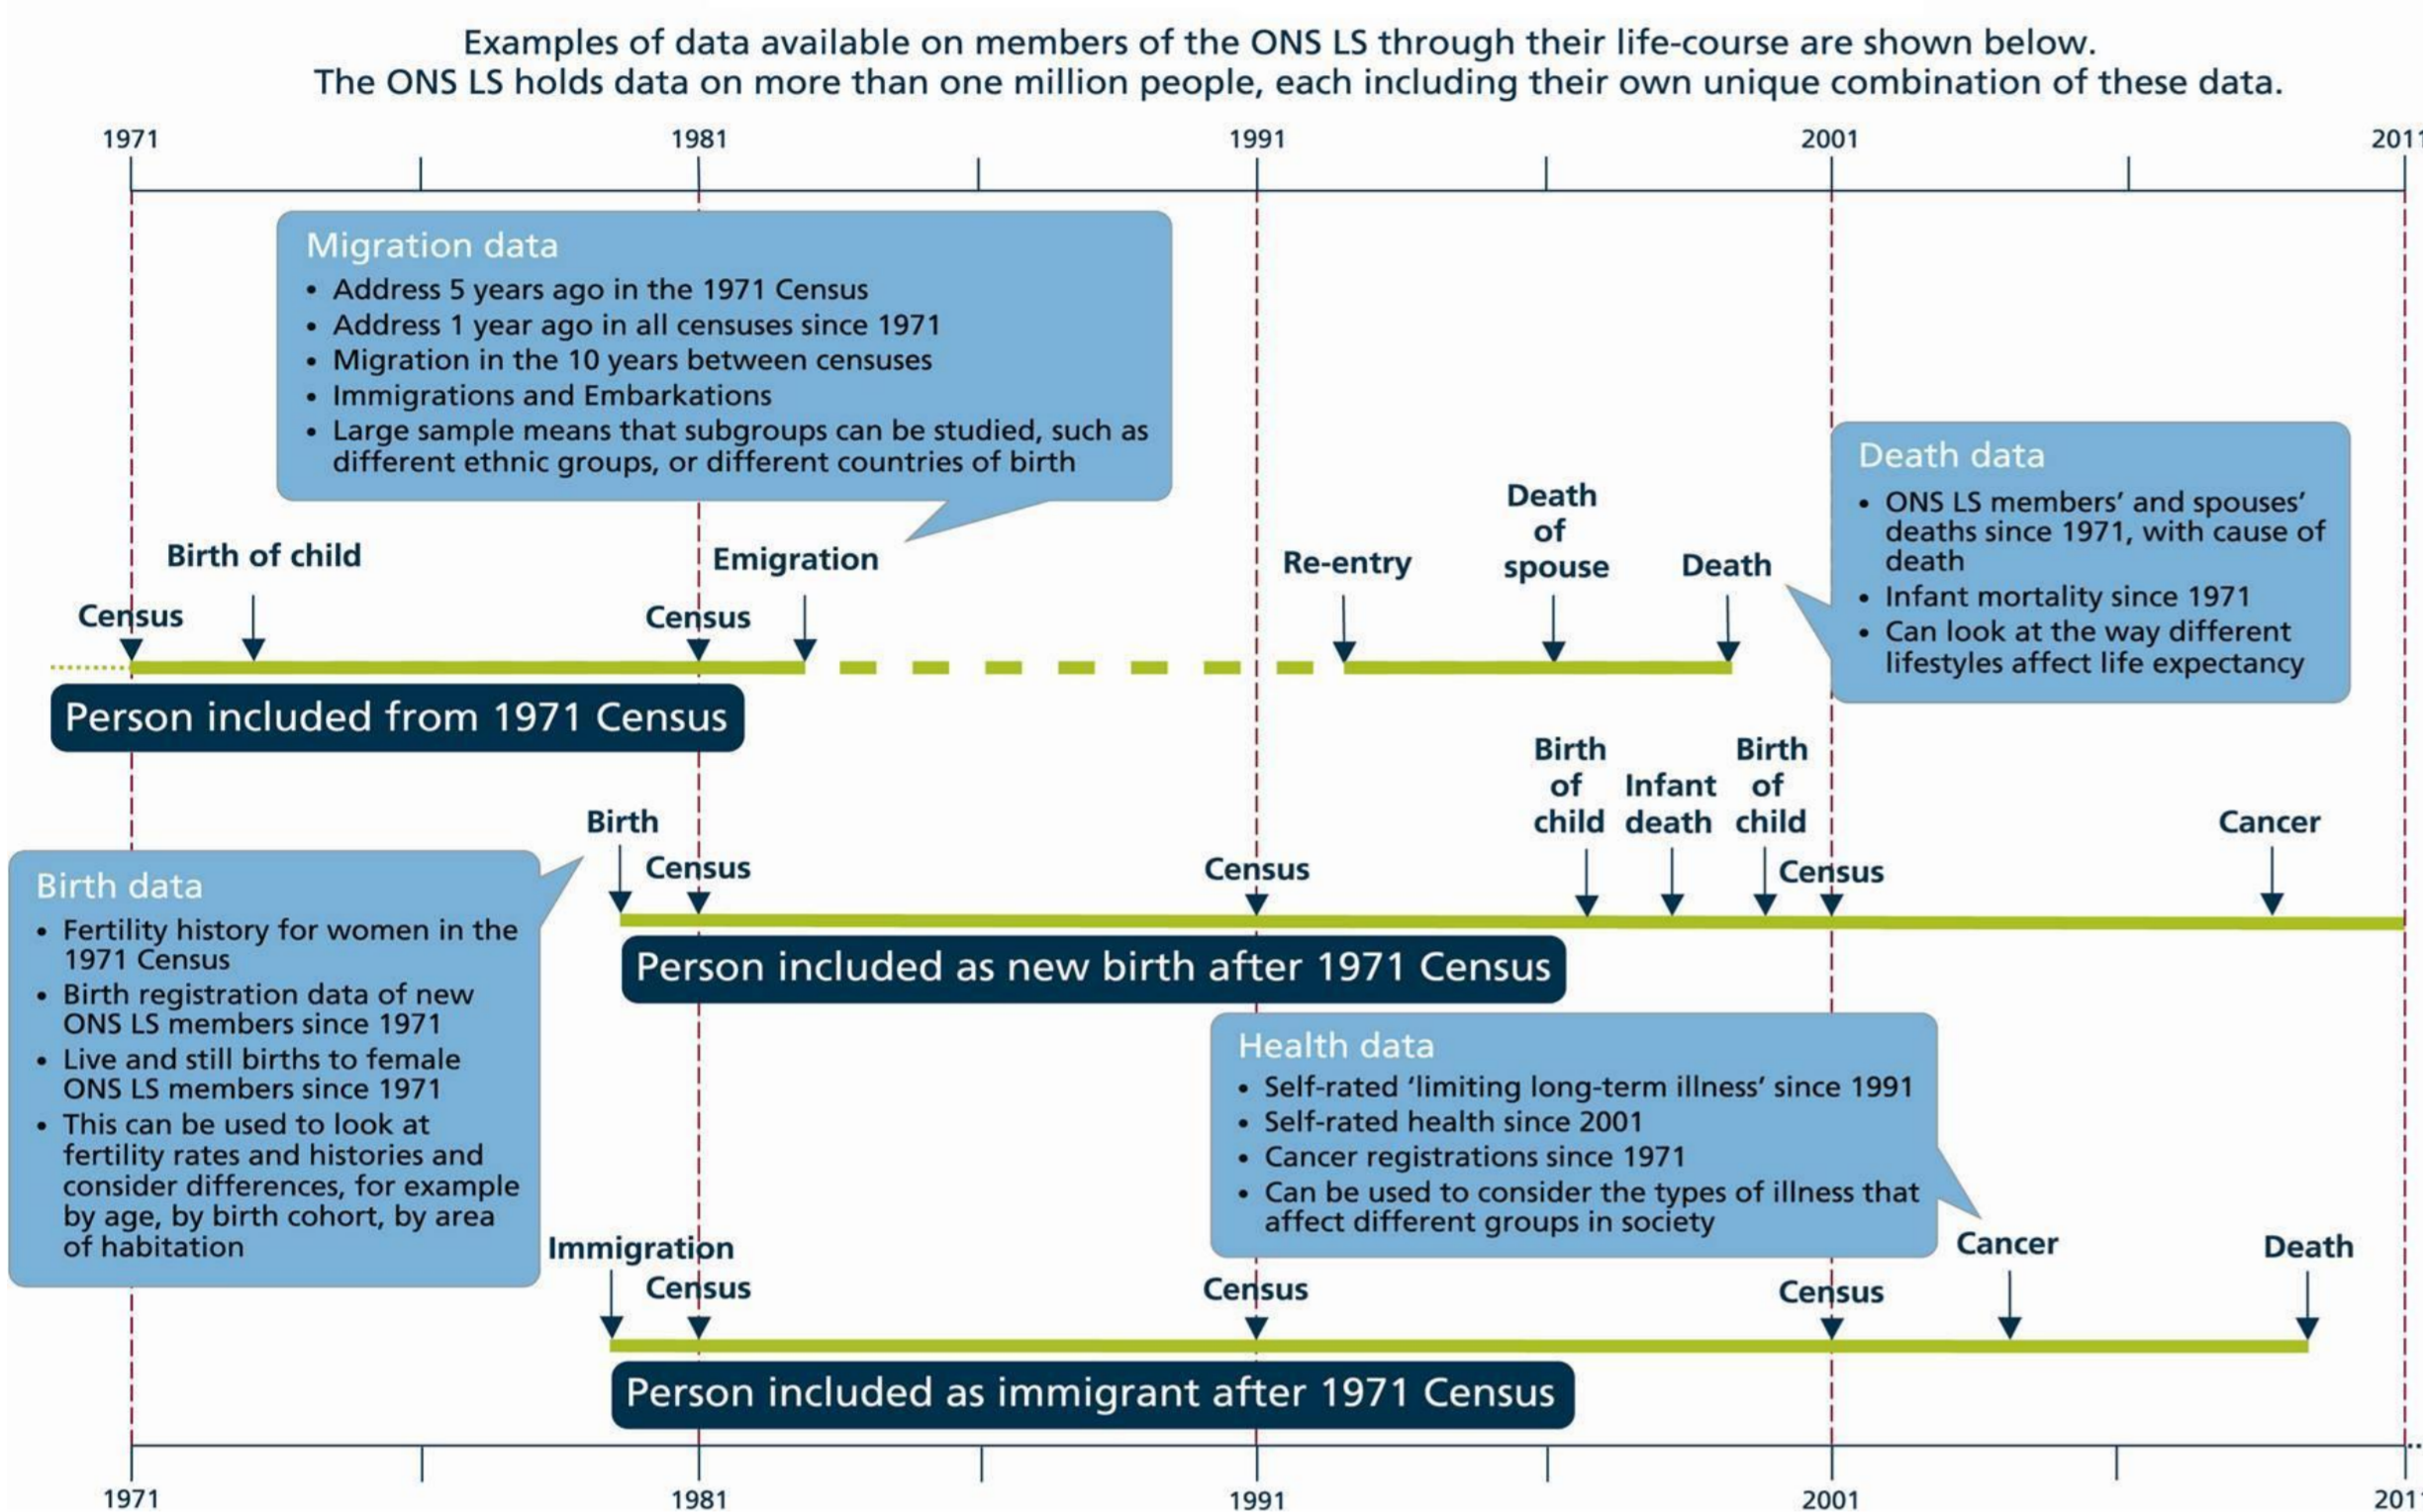 Examples of data available on members of the ONS LS through their life-course are shown below.
The ONS LS holds data on more than one million people, each including their own unique combination of these data.
1971
1981
1991
2001
2011
Migration data
• Address 5 years ago in the 1971 Census
• Address 1 year ago in all censuses since 1971
• Migration in the 10 years between censuses
• Immigrations and Embarkations
• Large sample means that subgroups can be studied, such as
different ethnic groups, or different countries of birth
Death data
• ONS LS members’ and spouses’
deaths since 1971, with cause of
death
• Infant mortality since 1971
• Can look at the way different
lifestyles affect life expectancy
Census
Birth of child
Census
Emigration
Re-entry
Death
of
spouse
Death
Person included from 1971 Census
Birth
Census
Census
Birth
of
child
Infant
death
Birth
of
child
Census
Cancer
Person included as new birth after 1971 Census
Birth data
• Fertility history for women in the
1971 Census
• Birth registration data of new
ONS LS members since 1971
• Live and still births to female
ONS LS members since 1971
• This can be used to look at
fertility rates and histories and
consider differences, for example
by age, by birth cohort, by area
of habitation
Health data
• Self-rated ‘limiting long-term illness’ since 1991
• Self-rated health since 2001
• Cancer registrations since 1971
• Can be used to consider the types of illness that
affect different groups in society
Immigration
Census
Census
Census
Cancer
Death
Person included as immigrant after 1971 Census
1971
1981
1991
2001
2011